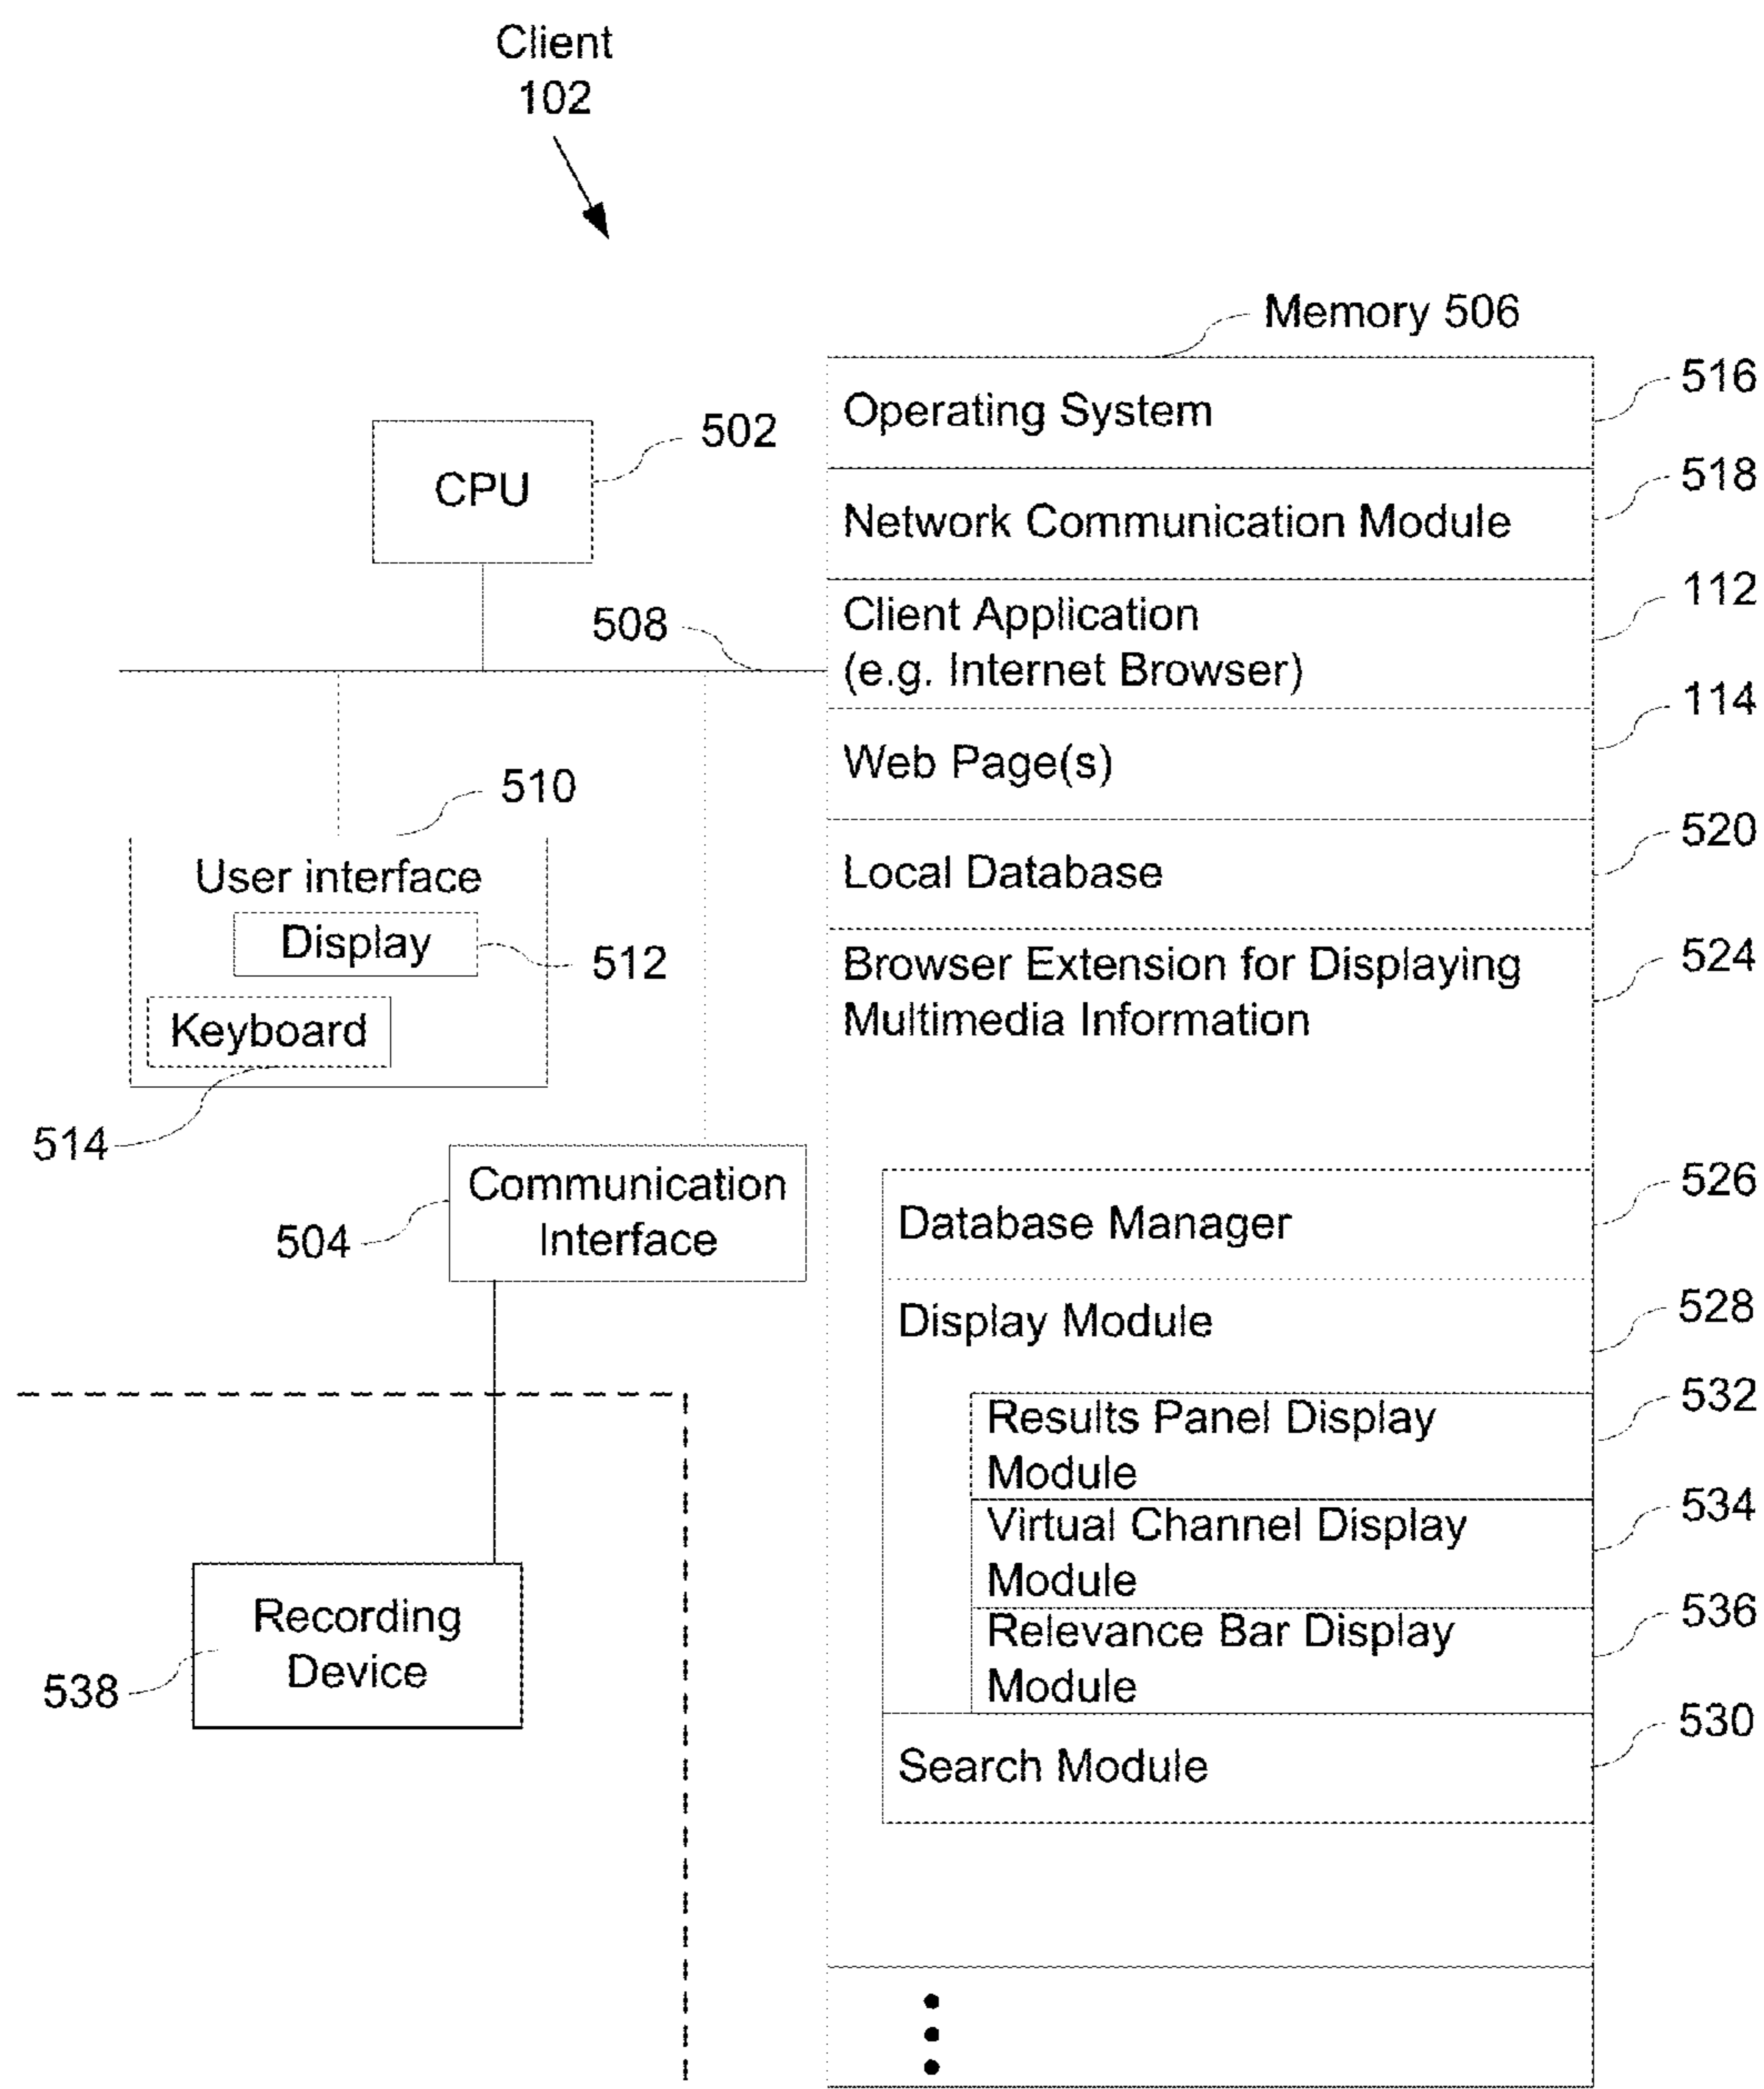 Client
102
Memory 506
Operating System
516
CPU
502
Network Communication Module
518
Client Application
(e.g. Internet Browser)
112
508
Web Page(s)
114
510
User interface
Display
512
Keyboard
514
Local Database
520
Browser Extension for Displaying
Multimedia Information
524
Communication
Interface
504
Database Manager
526
Display Module
528
Results Panel Display
Module
532
Virtual Channel Display
Module
534
Relevance Bar Display
Module
536
Recording
Device
538
Search Module
530